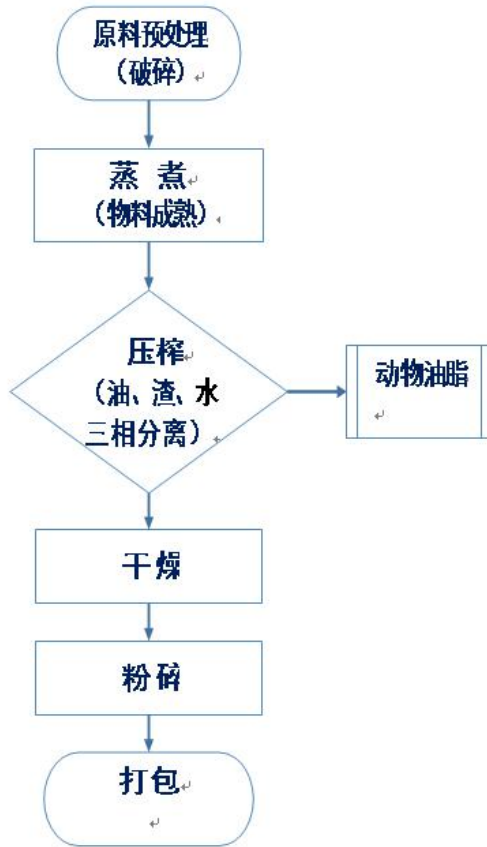 原料预处理
（破碎）
蒸 煮
（物料成熟）
压榨
（油、渣、水
三相分离）
动物油脂
干 燥
粉 碎
打包